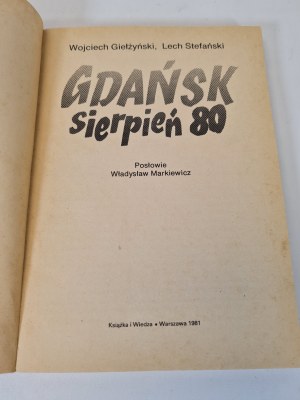 Wojciech Giełżyński, Lech Stefański
GDAŃSK
sierpień 80
Posłowie
Władysław Markiewicz
Książka i Wiedza • Warszawa 1981